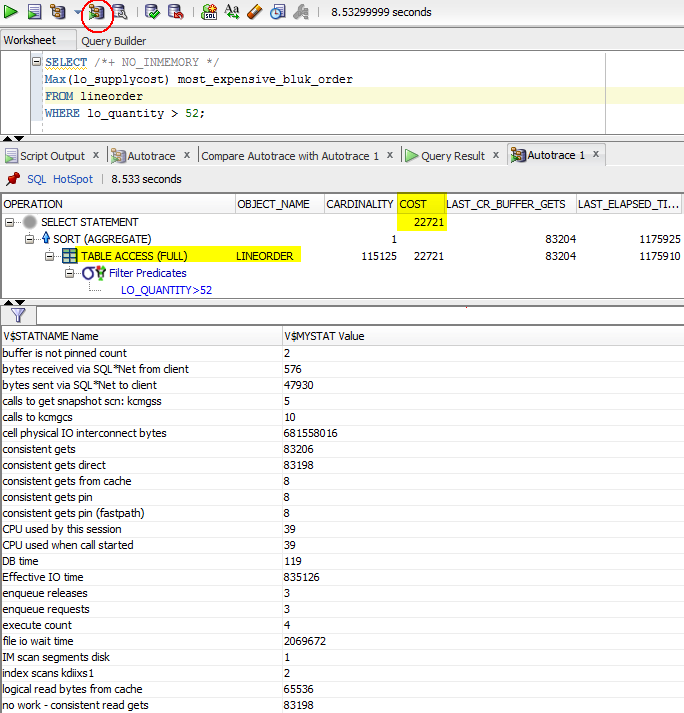 8.53299999 seconds
Worksheet Query Builder
SELECT /*+ NO_INMEMORY */
Max(lo_supplycost) most_expensive_bluk_order
FROM lineorder
WHERE lo_quantity > 52;
Script Output x Autotrace x Compare Autotrace with Autotrace 1 x Query Result x Autotrace 1 x
SQL HotSpot 8.533 seconds
OPERATION OBJECT_NAME CARDINALITY COST LAST_CR_BUFFER_GETS LAST_ELAPSED_TI...
SELECT STATEMENT 22721
SORT (AGGREGATE) 1 83204 1175925
TABLE ACCESS (FULL) LINEORDER 115125 22721 83204 1175910
Filter Predicates
LO_QUANTITY>52
V$STATNAME Name V$MYSTAT Value
buffer is not pinned count 2
bytes received via SQL*Net from client 576
bytes sent via SQL*Net to client 47930
calls to get snapshot scn: kcmgss 5
calls to kcmgcs 10
cell physical IO interconnect bytes 681558016
consistent gets 83206
consistent gets direct 83198
consistent gets from cache 8
consistent gets pin 8
consistent gets pin (fastpath) 8
CPU used by this session 39
CPU used when call started 39
DB time 119
Effective IO time 835126
enqueue releases 3
enqueue requests 3
execute count 4
file io wait time 2069672
IM scan segments disk 1
index scans kdiixs1 2
logical read bytes from cache 65536
no work - consistent read gets 83198